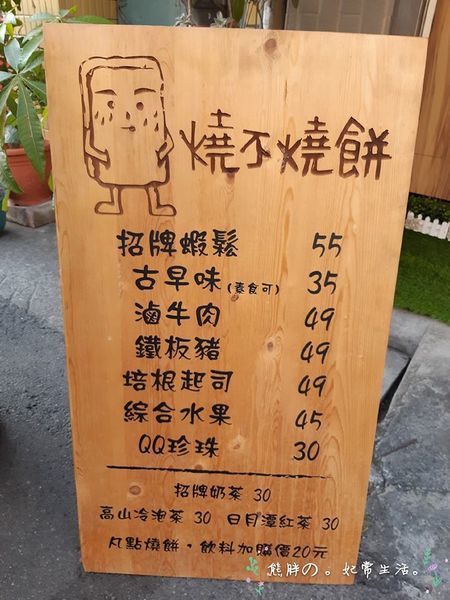 燒不燒餅
招牌蝦鬆 55
古早味(素食可) 35
滷牛肉 49
鐵板豬 49
培根起司 49
綜合水果 45
QQ珍珠 30
招牌奶茶 30
高山冷泡茶 30 日月潭紅茶 30
凡點燒餅，飲料加購價20元
熊胖の。妃常生活。